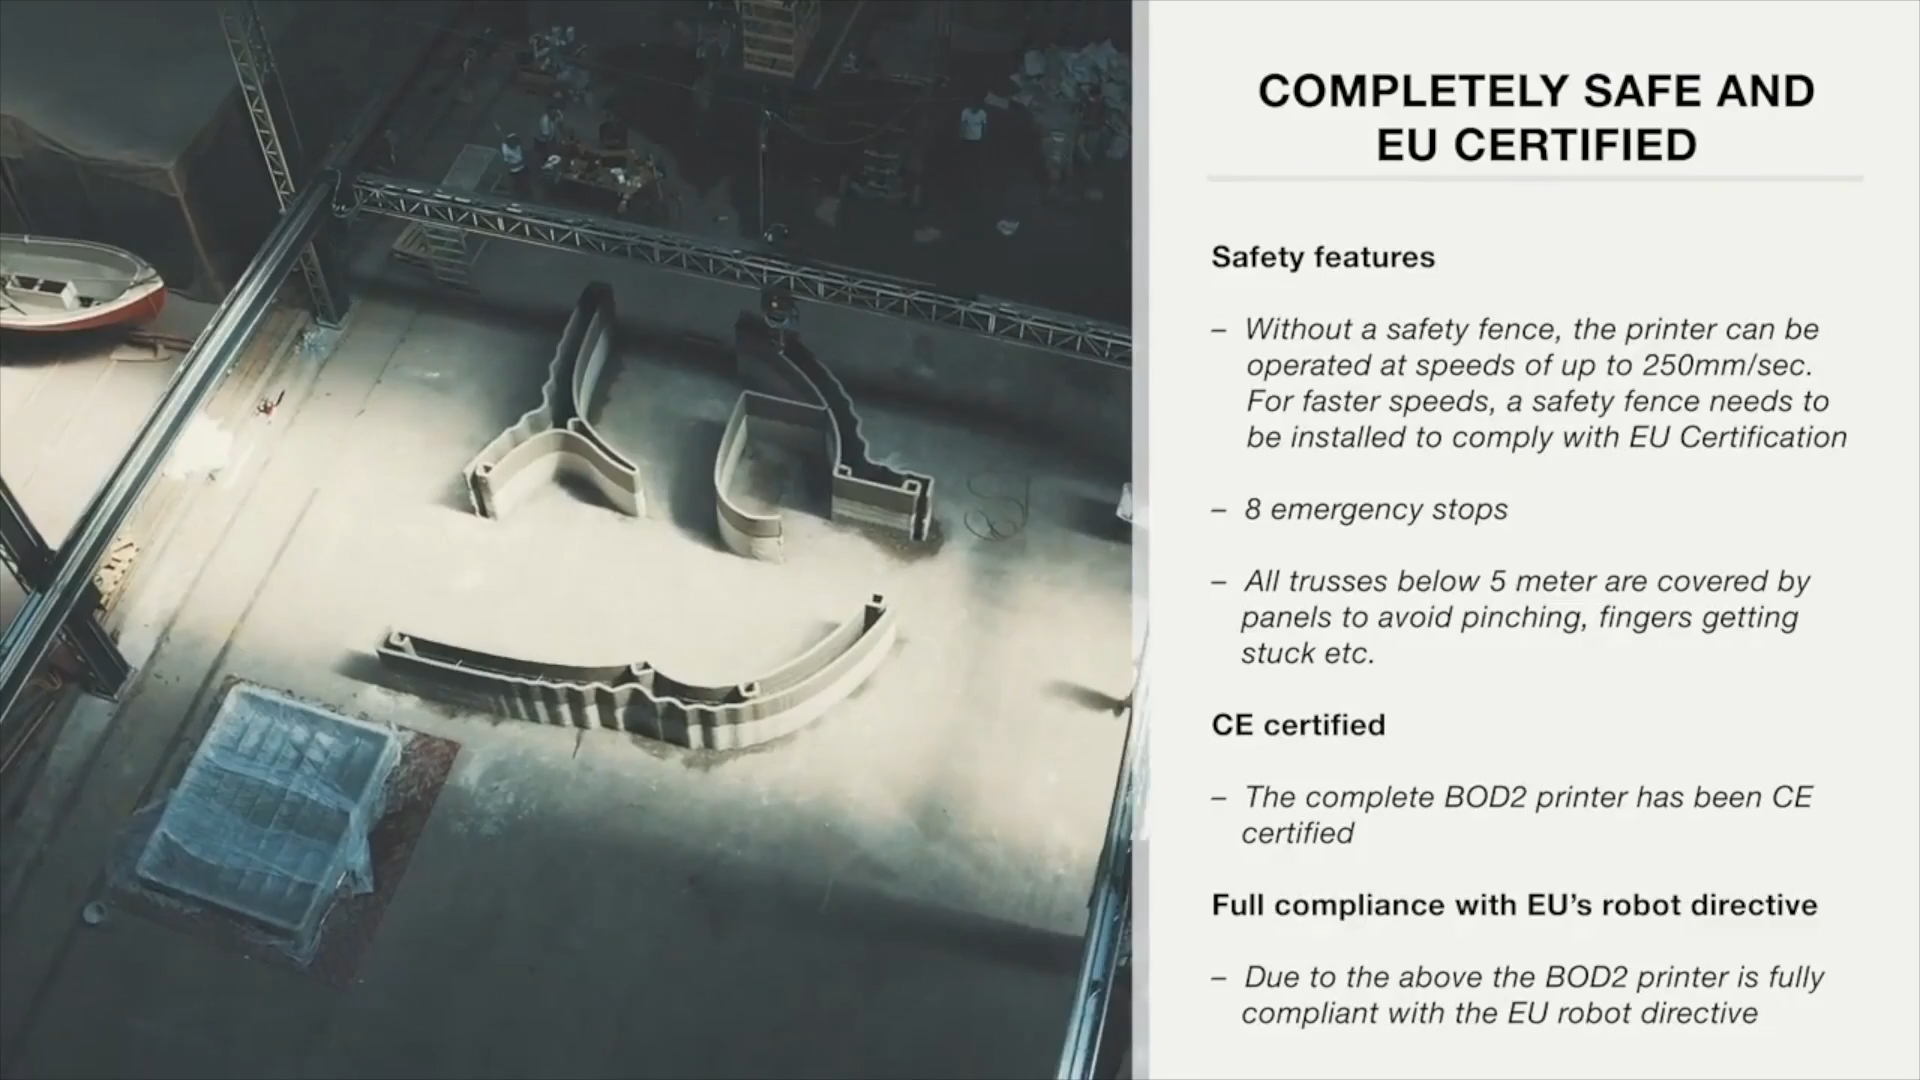 COMPLETELY SAFE AND
EU CERTIFIED
Safety features
– Without a safety fence, the printer can be
operated at speeds of up to 250mm/sec.
For faster speeds, a safety fence needs to
be installed to comply with EU Certification
– 8 emergency stops
– All trusses below 5 meter are covered by
panels to avoid pinching, fingers getting
stuck etc.
CE certified
– The complete BOD2 printer has been CE
certified
Full compliance with EU’s robot directive
– Due to the above the BOD2 printer is fully
compliant with the EU robot directive